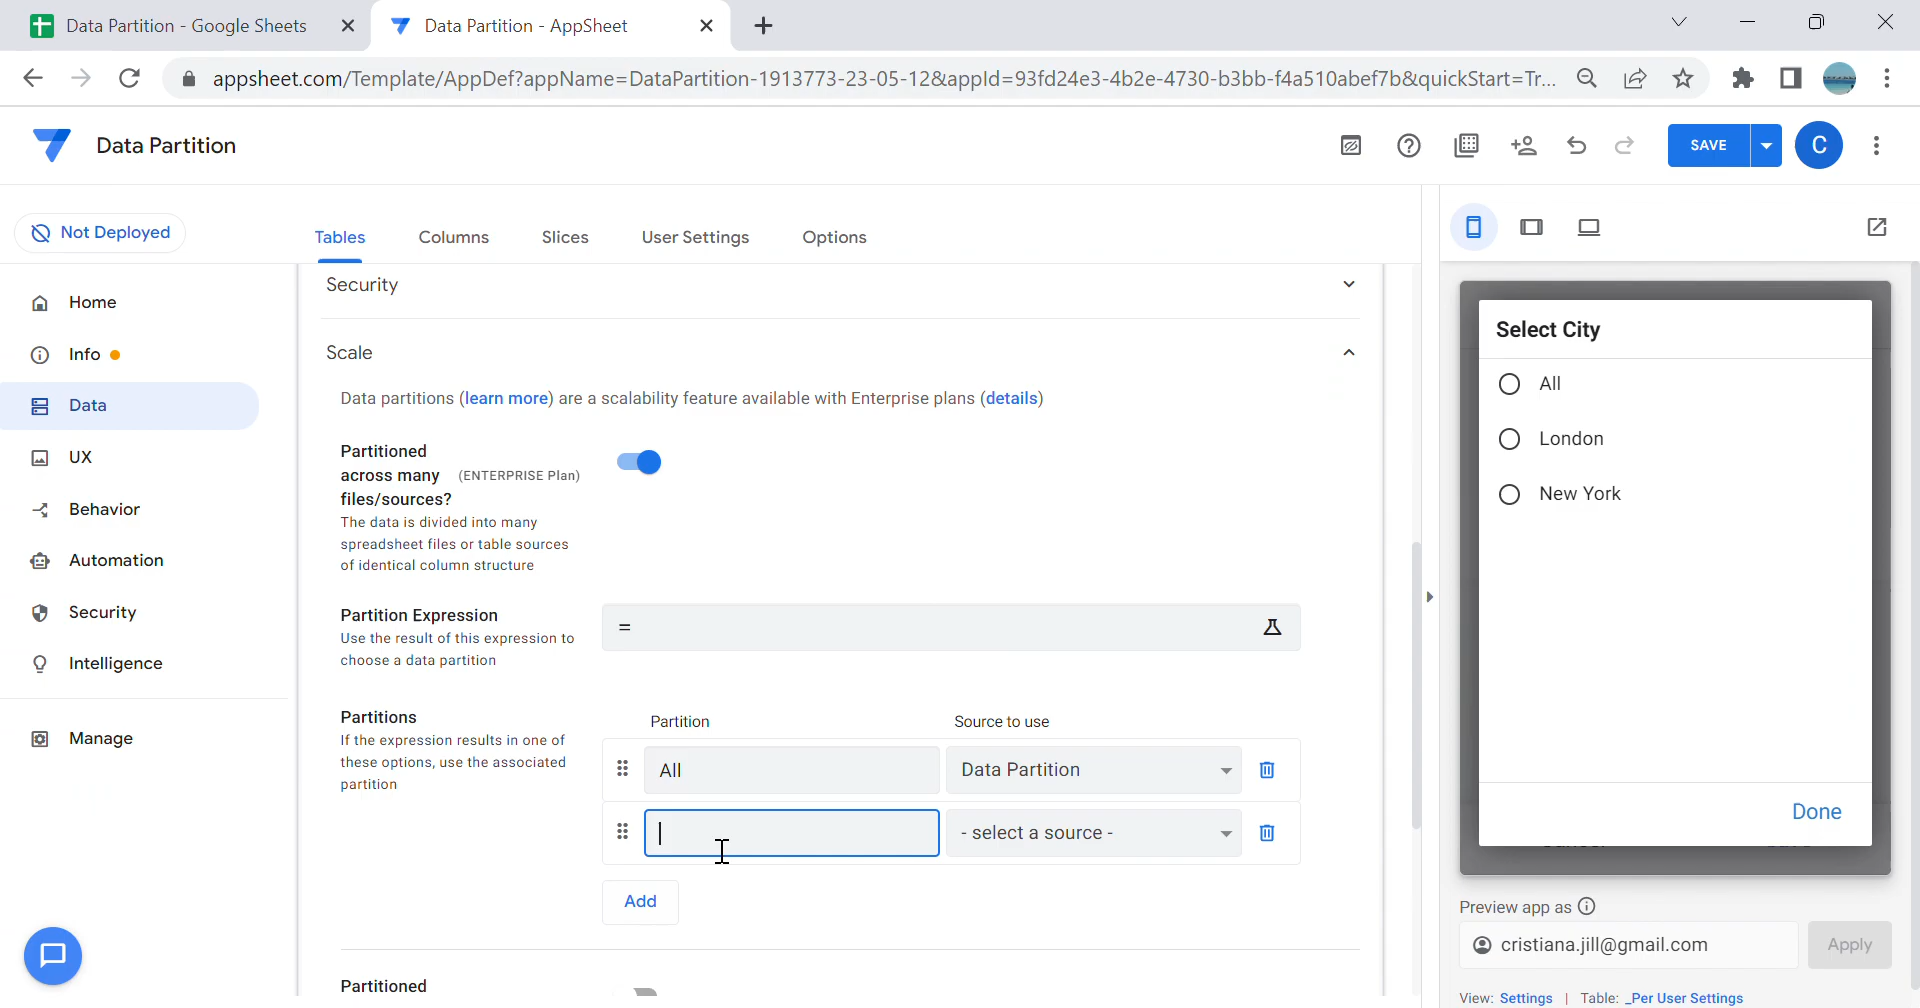 Data Partition - Google Sheets
Data Partition - AppSheet
appsheet.com/Template/AppDef?appName=DataPartition-1913773-23-05-12&appId=93fd24e3-4b2e-4730-b3bb-f4a510abef7b&quickStart=Tr...
Data Partition
SAVE
C
Not Deployed
Tables
Columns
Slices
User Settings
Options
Home
Info
Data
UX
Behavior
Automation
Security
Intelligence
Manage
Security
Scale
Data partitions (learn more) are a scalability feature available with Enterprise plans (details)
Partitioned
across many (ENTERPRISE Plan)
files/sources?
The data is divided into many
spreadsheet files or table sources
of identical column structure
Partition Expression
Use the result of this expression to
choose a data partition
=
Partitions
If the expression results in one of
these options, use the associated
partition
Partition
Source to use
All
Data Partition
- select a source -
Add
Partitioned
Select City
All
London
New York
Done
Preview app as
cristiana.jill@gmail.com
Apply
View: Settings | Table: _Per User Settings